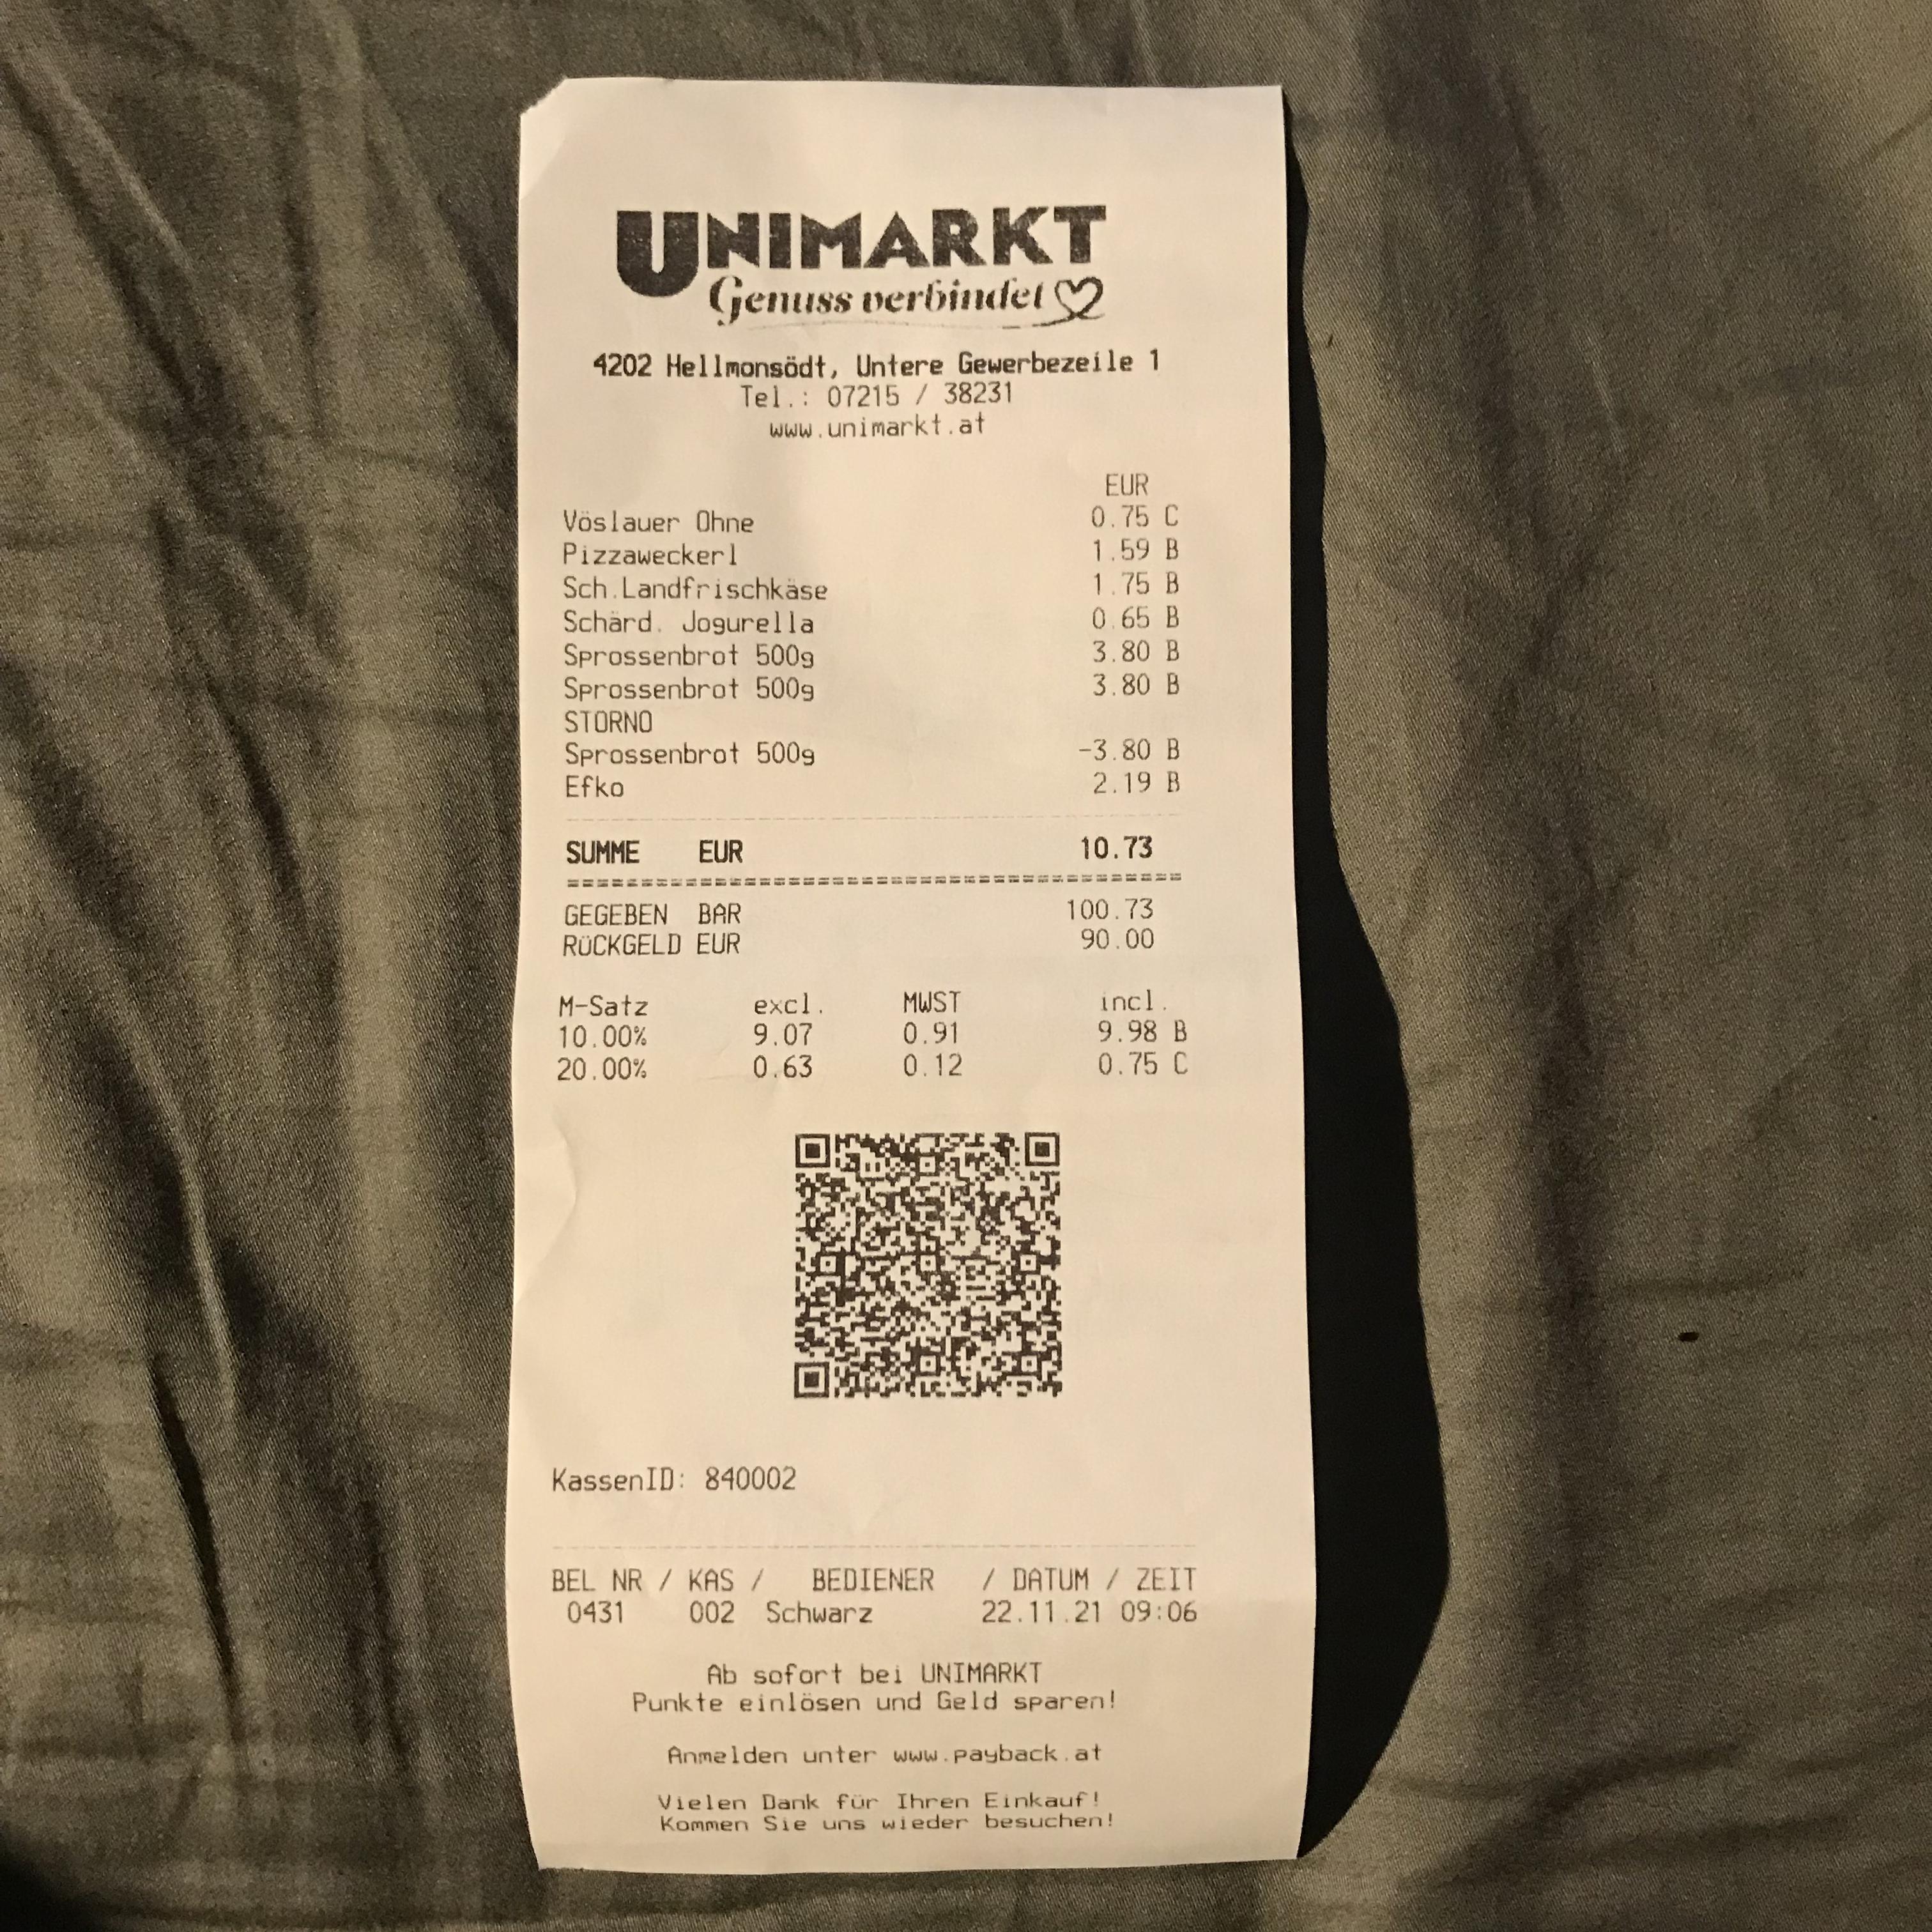 UNIMARKT
Genuss verbindet
4202 Hellmonsödt, Untere Gewerbezeile 1
Tel.: 07215 / 38231
www.unimarkt.at
EUR
Vöslauer Ohne 0.75 C
Pizzaweckerl 1.59 B
Sch.Landfrischkäse 1.75 B
Schärd. Jogurella 0.65 B
Sprossenbrot 500g 3.80 B
Sprossenbrot 500g 3.80 B
STORNO
Sprossenbrot 500g -3.80 B
Efko 2.19 B
SUMME EUR 10.73
GEGEBEN BAR 100.73
RÜCKGELD EUR 90.00
M-Satz excl. MWST incl.
10.00% 9.07 0.91 9.98 B
20.00% 0.63 0.12 0.75 C
KassenID: 840002
BEL NR / KAS / BEDIENER / DATUM / ZEIT
0431 002 Schwarz 22.11.21 09:06
Ab sofort bei UNIMARKT
Punkte einlösen und Geld sparen!
Anmelden unter www.payback.at
Vielen Dank für Ihren Einkauf!
Kommen Sie uns wieder besuchen!